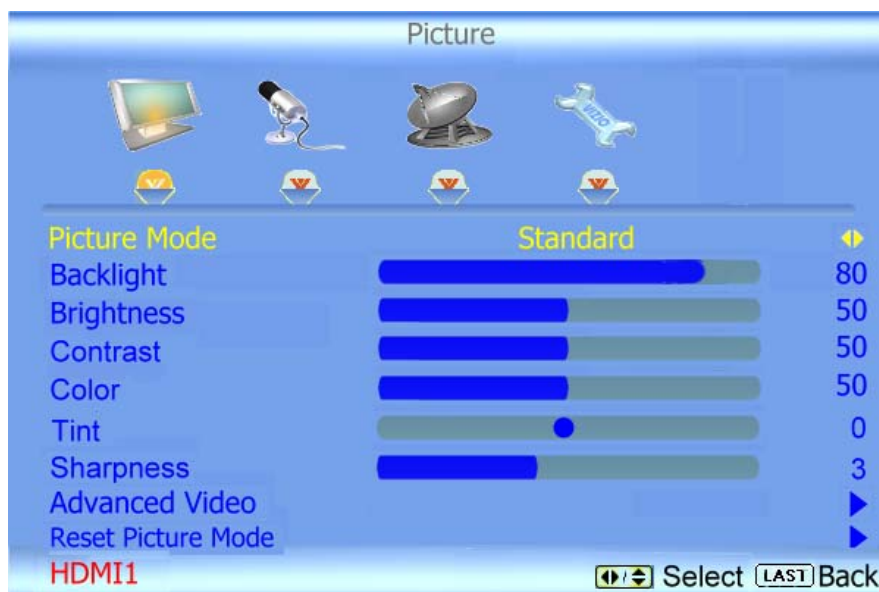 Picture
VIZIO
Picture Mode Standard
Backlight 80
Brightness 50
Contrast 50
Color 50
Tint 0
Sharpness 3
Advanced Video
Reset Picture Mode
HDMI1 Select LAST Back